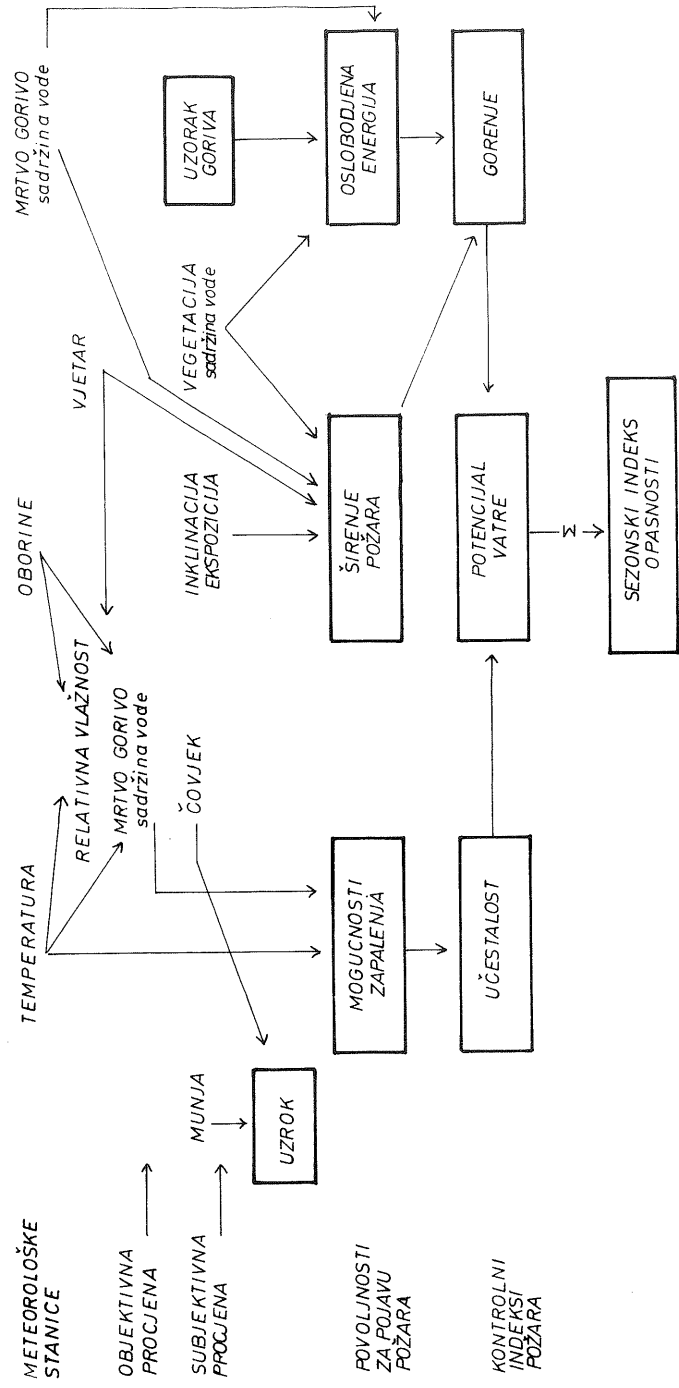 METEOROLOŠKE
STANICE
TEMPERATURA
OBORINE
VJETAR
MRTVO GORIVO
sadržina vode
RELATIVNA VLAŽNOST
OBJEKTIVNA
PROCJENA
MRTVO GORIVO
sadržina vode
SUBJEKTIVNA
PROCJENA
MUNJA
ČOVJEK
INKLINACIJA
EKSPOZICIJA
VEGETACIJA
sadržina vode
UZORAK
GORIVA
UZROK
POVOLJNOSTI
ZA POJAVU
POŽARA
MOGUCNOSTI
ZAPALENJA
ŠIRENJE
POŽARA
OSLOBODJENA
ENERGIJA
KONTROLNI
INDEKSI
POŽARA
UČESTALOST
POTENCIJAL
VATRE
GORENJE
Σ
SEZONSKI INDEKS
OPASNOSTI